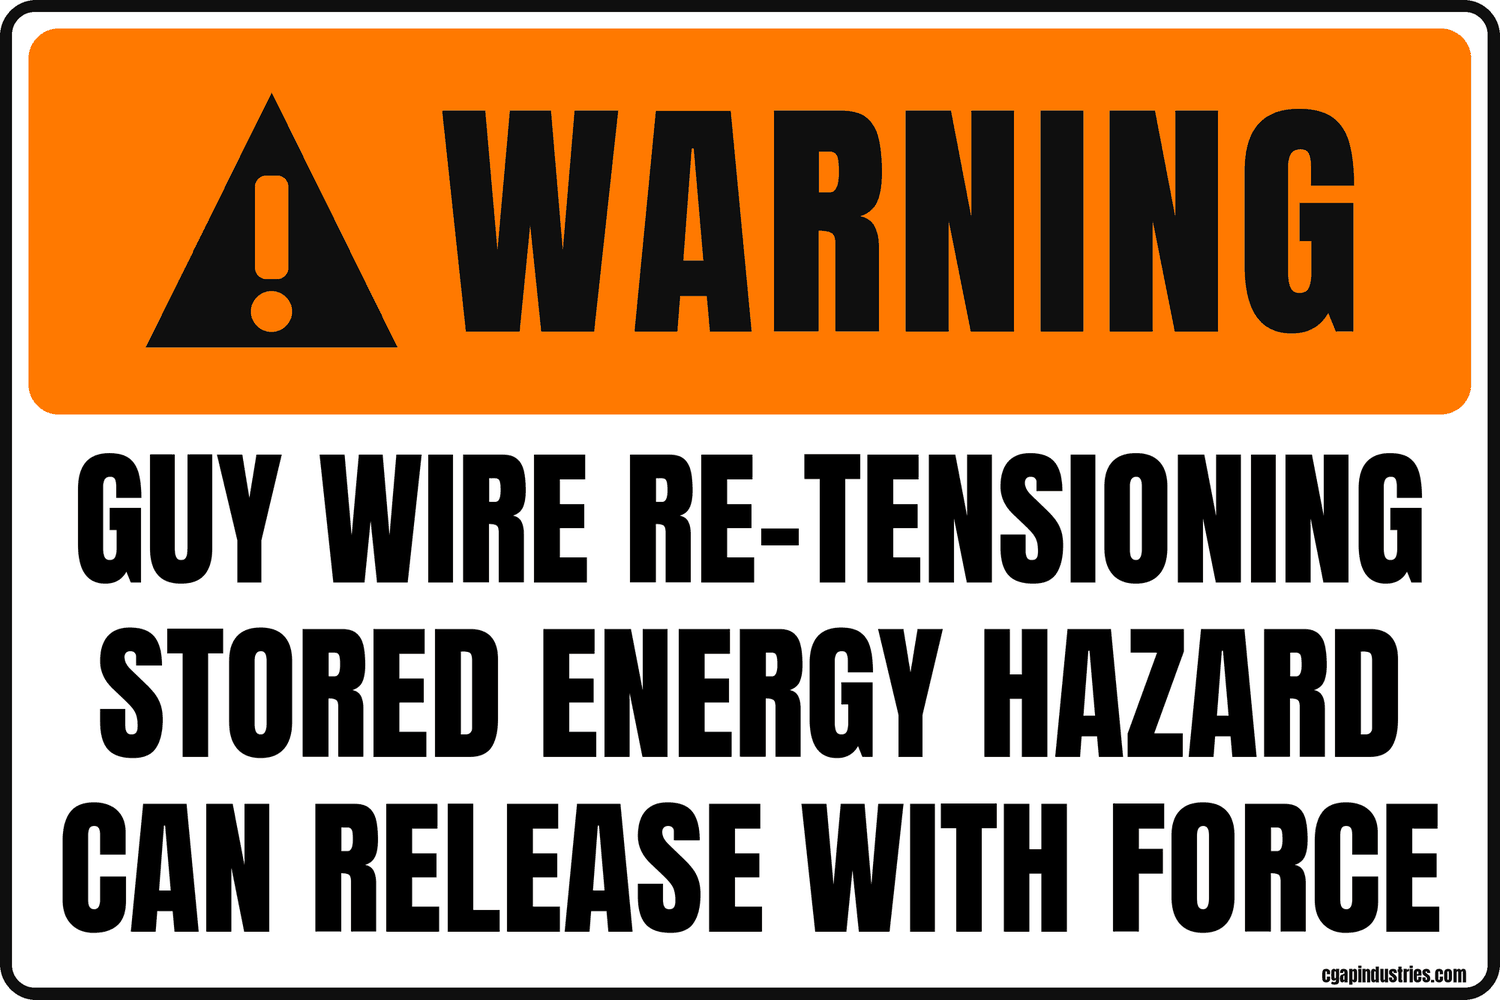 WARNING
GUY WIRE RE-TENSIONING
STORED ENERGY HAZARD
CAN RELEASE WITH FORCE
cgapindustries.com